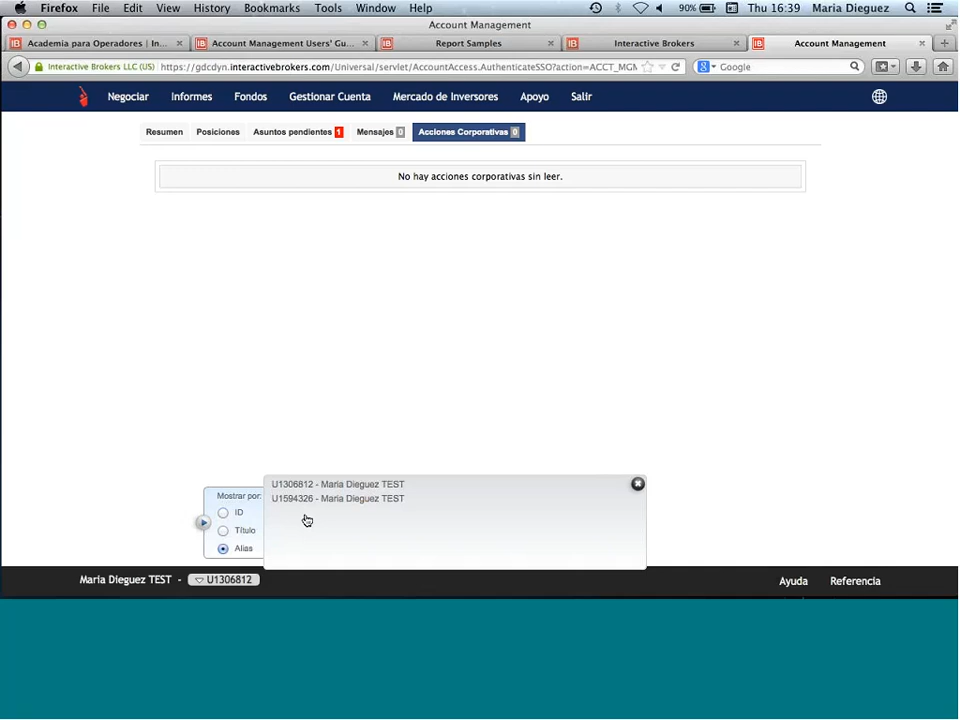 Firefox File Edit View History Bookmarks Tools Window Help 90% Thu 16:39 Maria Dieguez
Account Management
Academia para Operadores | In... Account Management Users' Gu... Report Samples Interactive Brokers Account Management
Interactive Brokers LLC (US) https://gdcdyn.interactivebrokers.com/Universal/servlet/AccountAccess.AuthenticateSSO?action=ACCT_MGM Google
Negociar Informes Fondos Gestionar Cuenta Mercado de Inversores Apoyo Salir
Resumen Posiciones Asuntos pendientes 1 Mensajes 0 Acciones Corporativas 0
No hay acciones corporativas sin leer.
Mostrar por:
ID
Título
Alias
U1306812 - Maria Dieguez TEST
U1594326 - Maria Dieguez TEST
Maria Dieguez TEST - U1306812 Ayuda Referencia